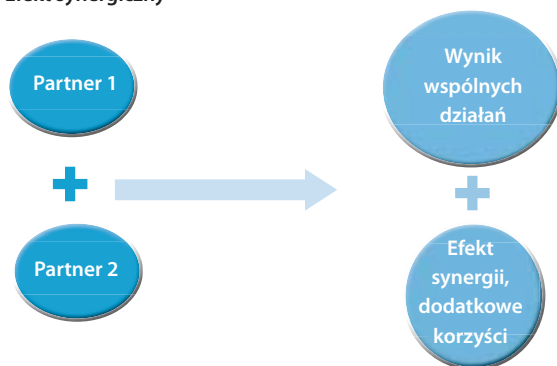 Partner 1
+
Partner 2
Wynik
wspólnych
działań
+
Efekt
synergii,
dodatkowe
korzyści